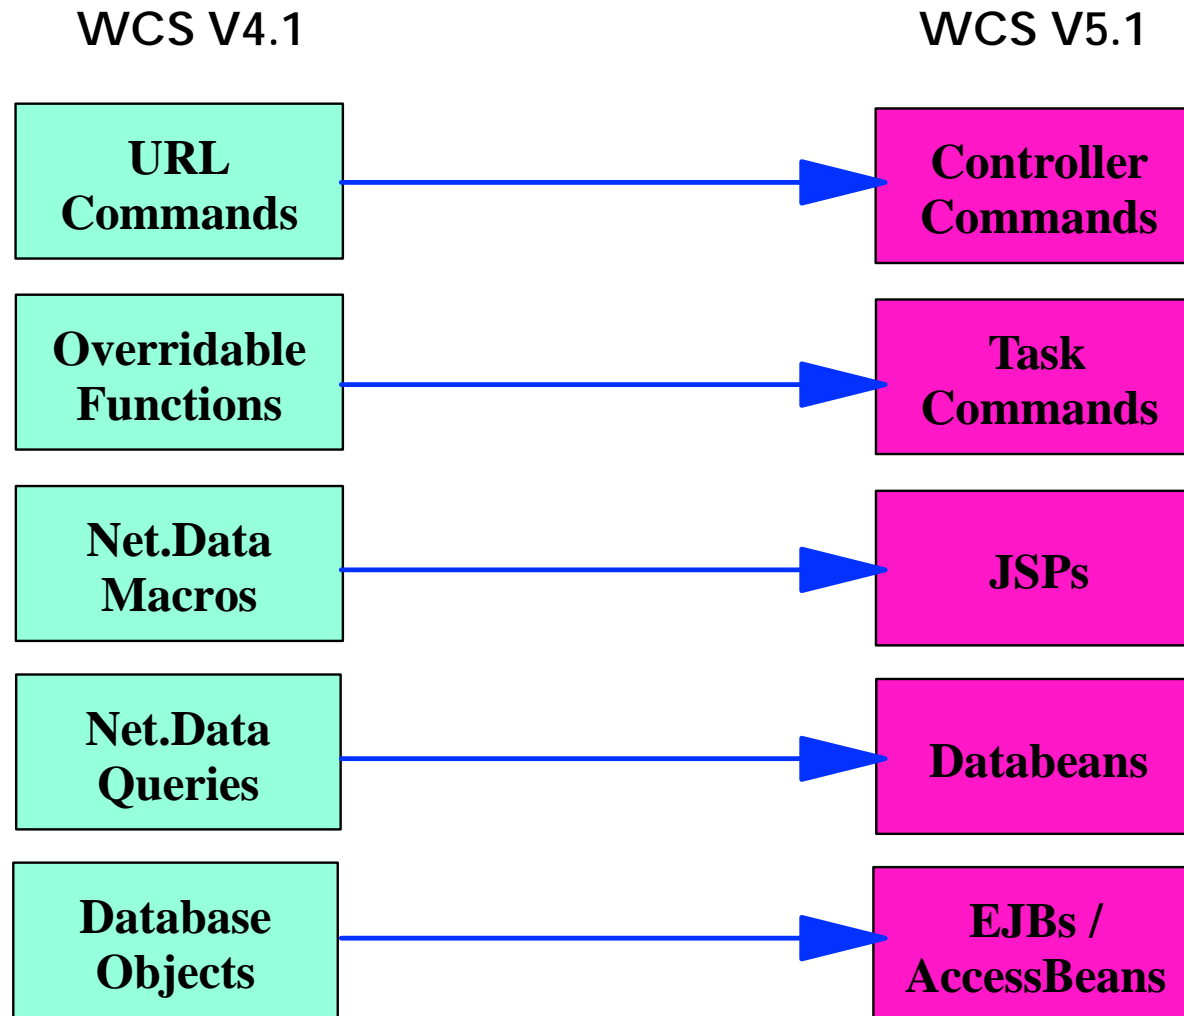 WCS V4.1
WCS V5.1
URL
Commands
Controller
Commands
Overridable
Functions
Task
Commands
Net.Data
Macros
JSPs
Net.Data
Queries
Databeans
Database
Objects
EJBs /
AccessBeans